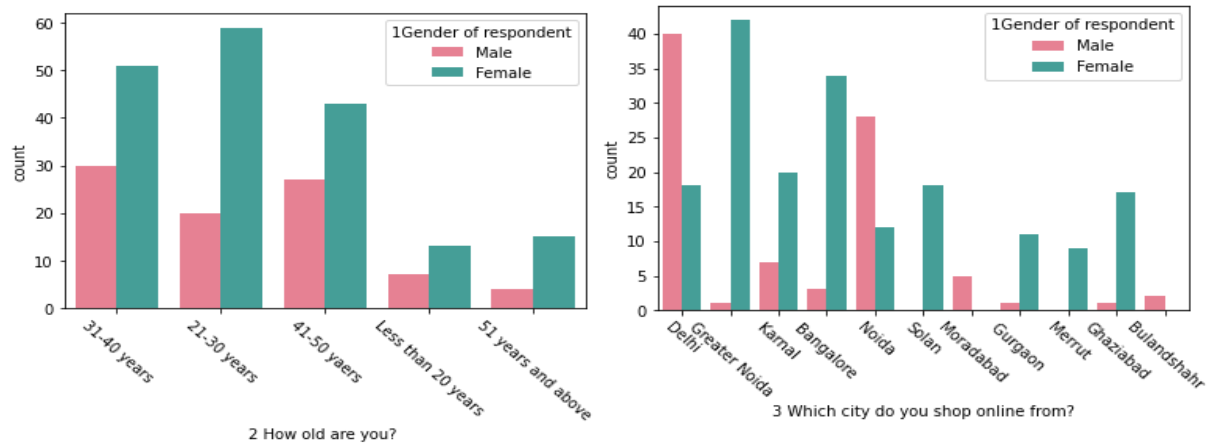 60
50
40
30
20
10
0
count
1Gender of respondent
Male
Female
31-40 years
21-30 years
41-50 yaers
Less than 20 years
51 years and above
2 How old are you?
40
35
30
25
20
15
10
5
0
count
1Gender of respondent
Male
Female
Delhi
Greater Noida
Karnal
Bangalore
Noida
Solan
Moradabad
Gurgaon
Merrut
Ghaziabad
Bulandshahr
3 Which city do you shop online from?